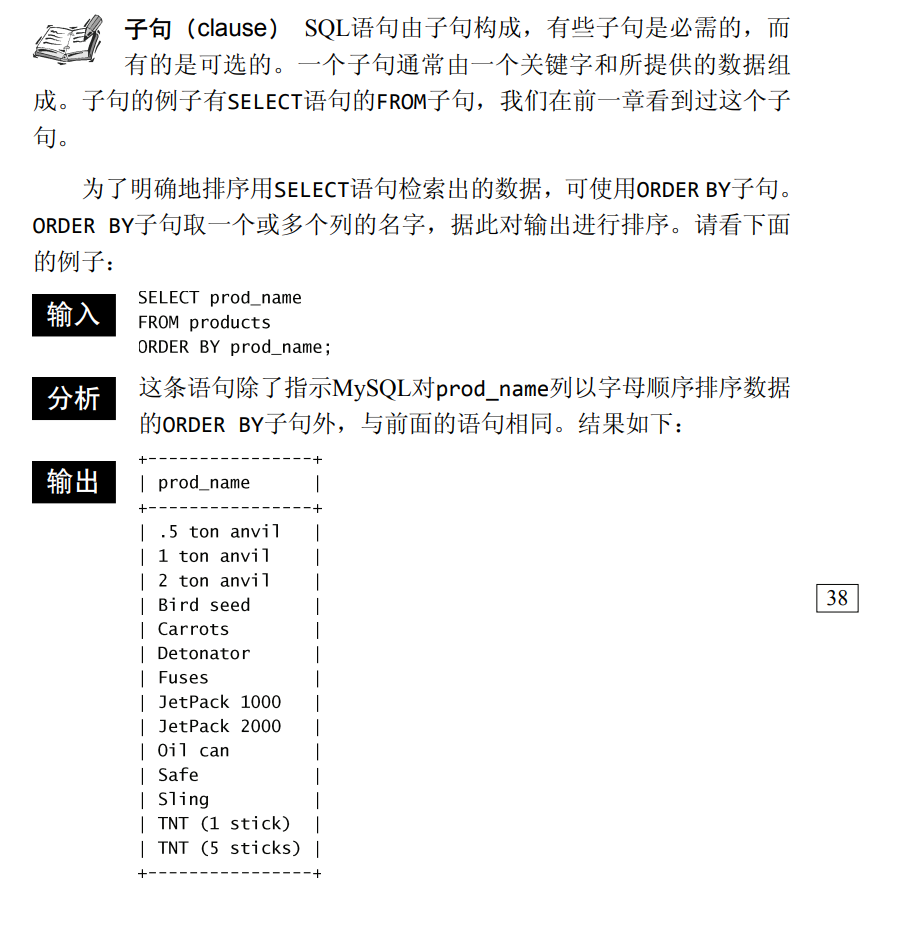 子句（clause） SQL语句由子句构成，有些子句是必需的，而
有的是可选的。一个子句通常由一个关键字和所提供的数据组
成。子句的例子有SELECT语句的FROM子句，我们在前一章看到过这个子
句。
为了明确地排序用SELECT语句检索出的数据，可使用ORDER BY子句。
ORDER BY子句取一个或多个列的名字，据此对输出进行排序。请看下面
的例子：
输入
SELECT prod_name
FROM products
ORDER BY prod_name;
分析
这条语句除了指示MySQL对prod_name列以字母顺序排序数据
的ORDER BY子句外，与前面的语句相同。结果如下：
输出
+----------------+
| prod_name      |
+----------------+
| .5 ton anvil   |
| 1 ton anvil    |
| 2 ton anvil    |
| Bird seed      |
| Carrots        |
| Detonator      |
| Fuses          |
| JetPack 1000   |
| JetPack 2000   |
| Oil can        |
| Safe           |
| Sling          |
| TNT (1 stick)  |
| TNT (5 sticks) |
+----------------+
38